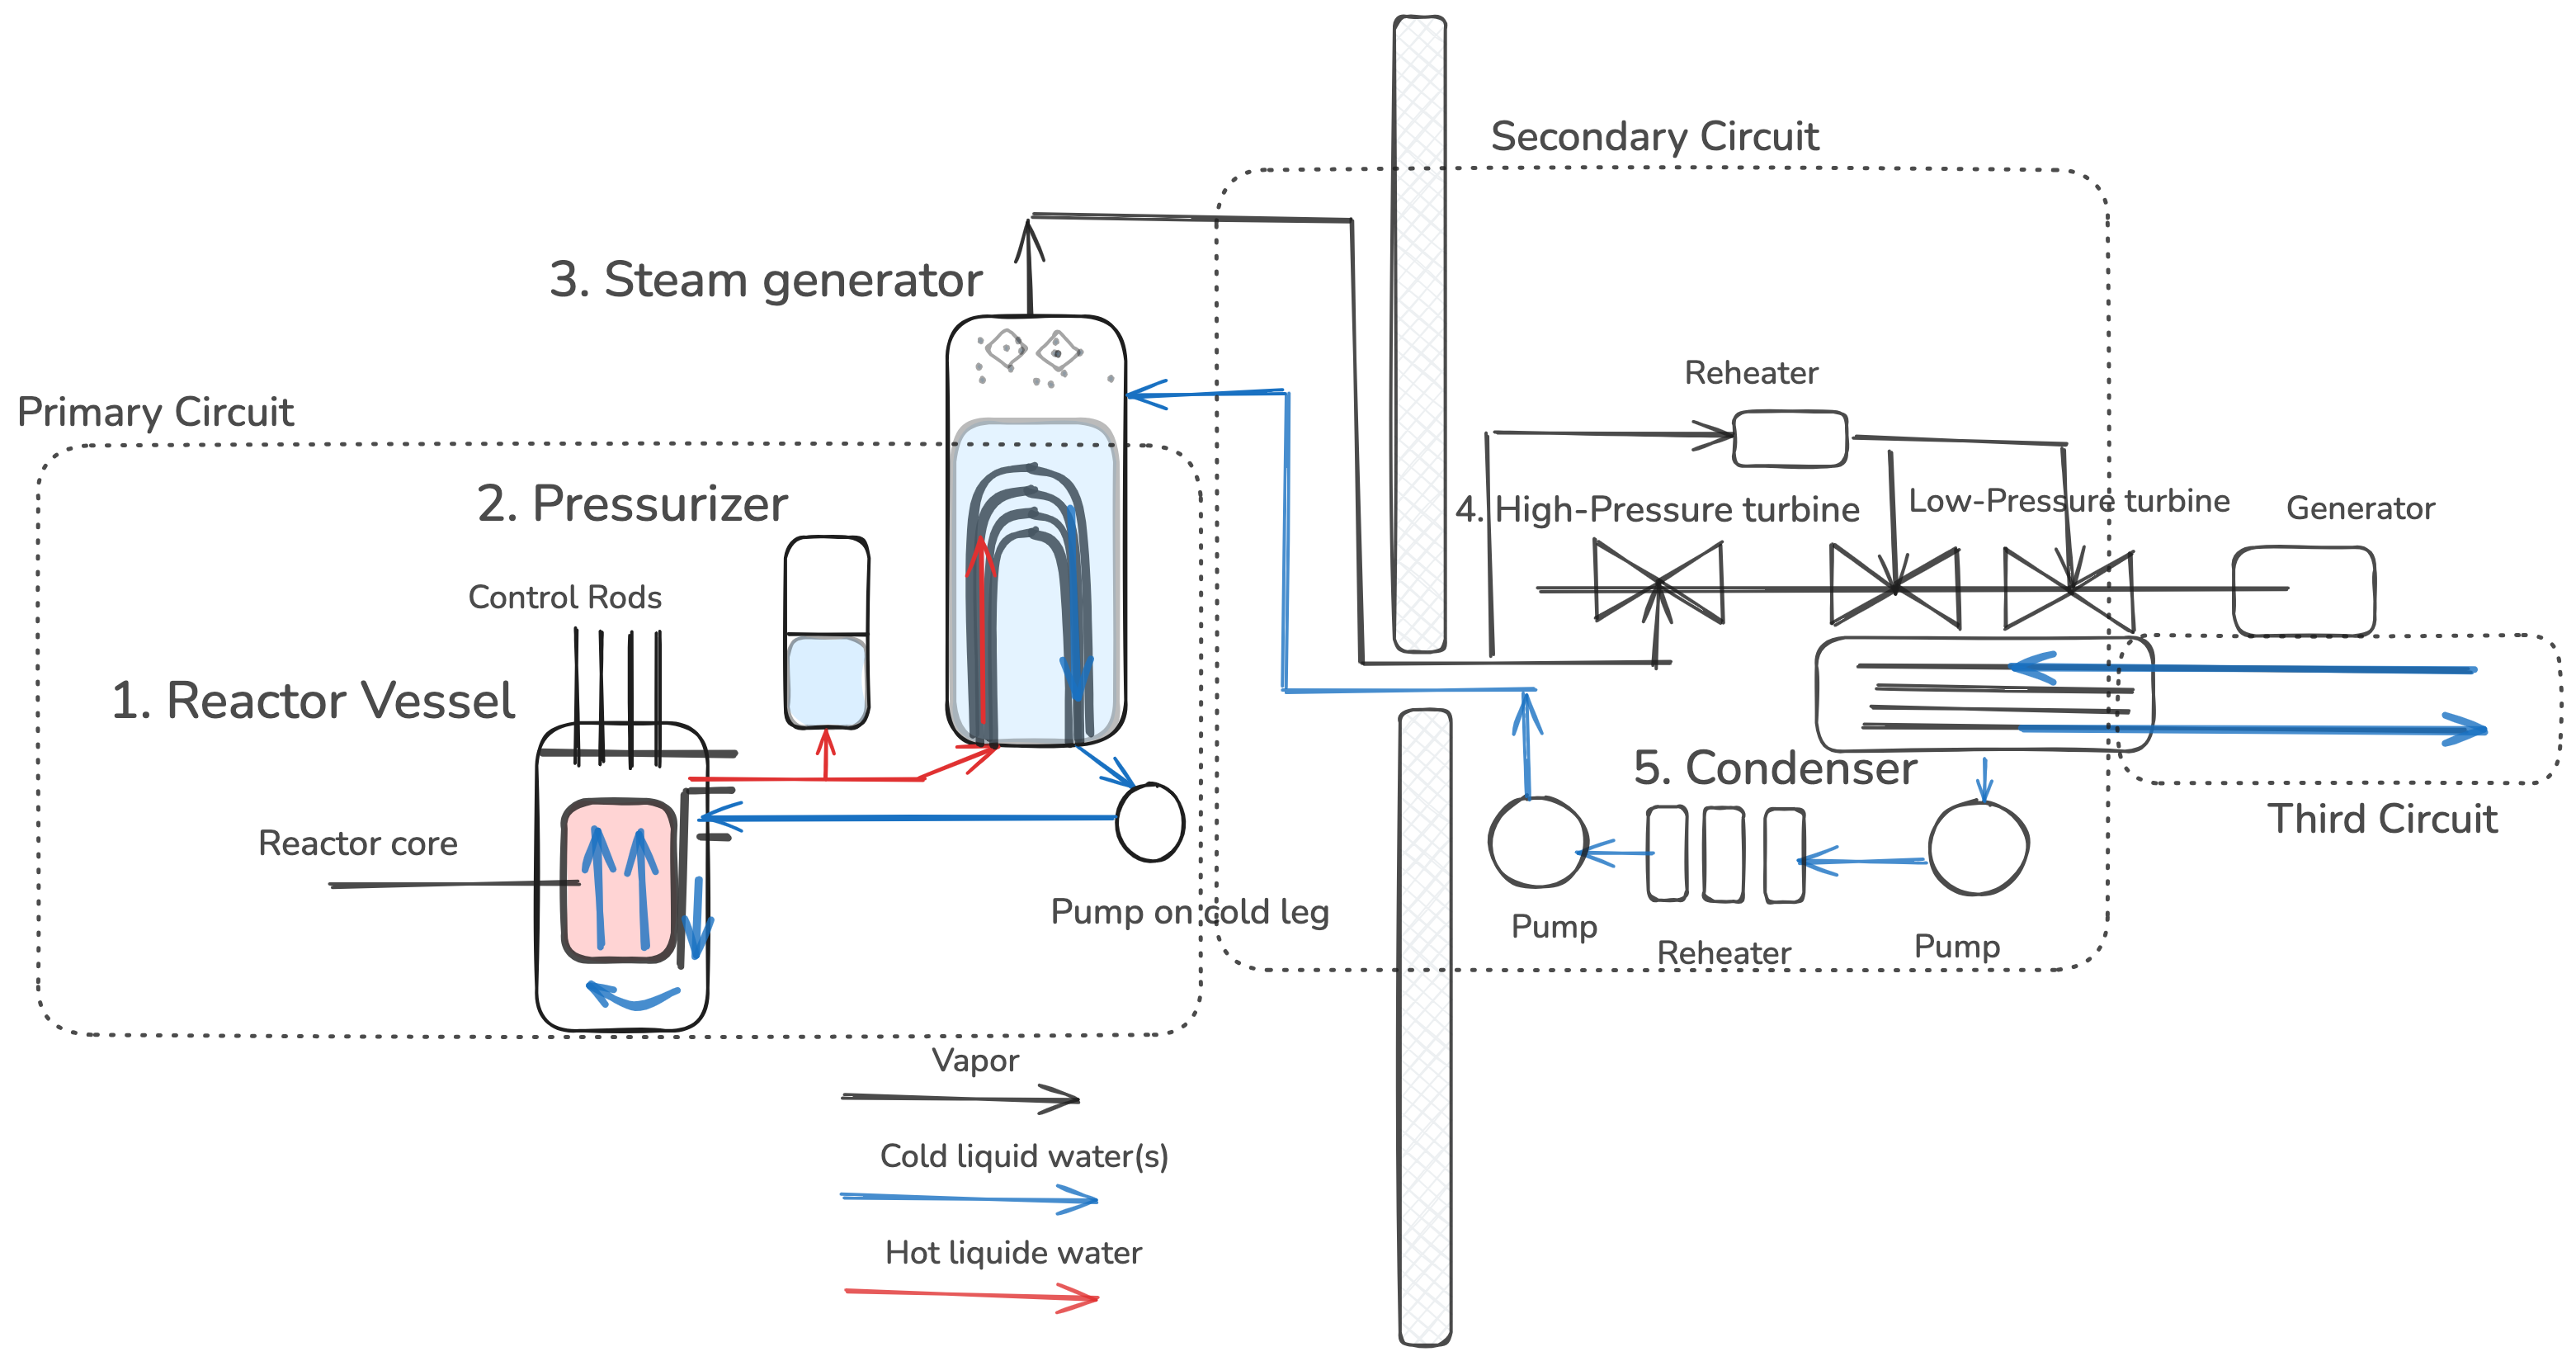 Secondary Circuit
3. Steam generator
Reheater
Primary Circuit
2. Pressurizer
4. High-Pressure turbine
Low-Pressure turbine
Generator
Control Rods
1. Reactor Vessel
5. Condenser
Third Circuit
Reactor core
Pump on cold leg
Pump
Reheater
Pump
Vapor
Cold liquid water(s)
Hot liquide water